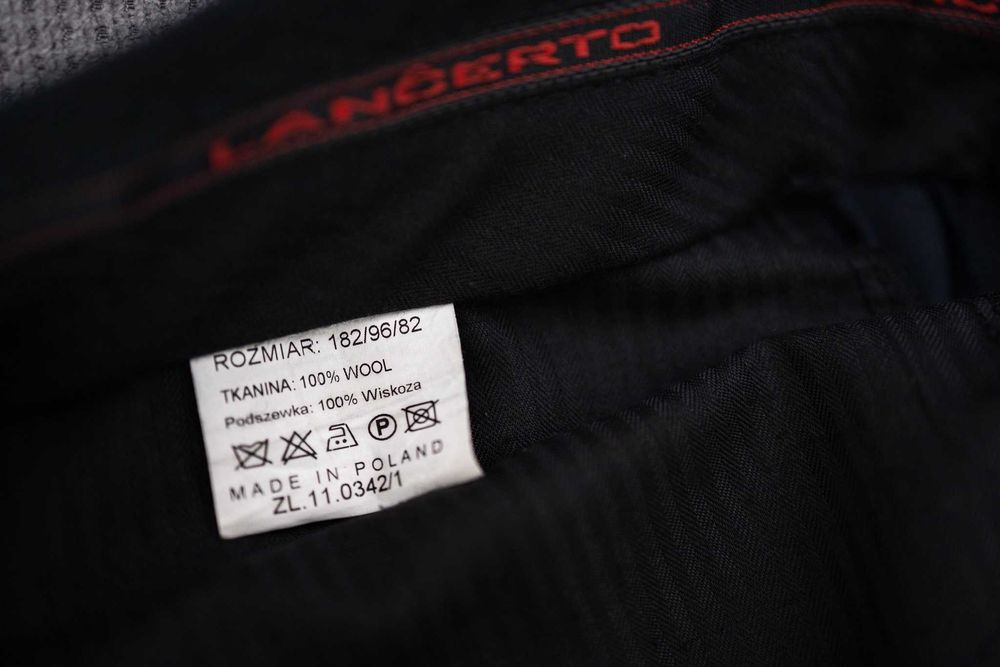 LANCERTO
ROZMIAR: 182/96/82
TKANINA: 100% WOOL
Podszewka: 100% Wiskoza
P
MADE IN POLAND
ZL.11.0342/1